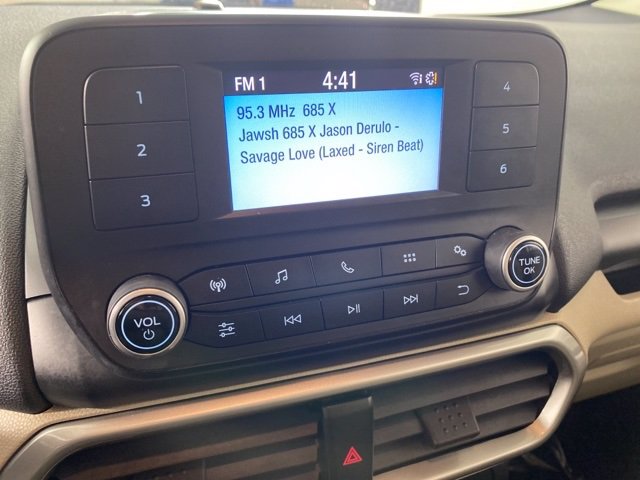 FM 1 4:41
95.3 MHz 685 X
Jawsh 685 X Jason Derulo -
Savage Love (Laxed - Siren Beat)
1
2
3
4
5
6
VOL
TUNE
OK